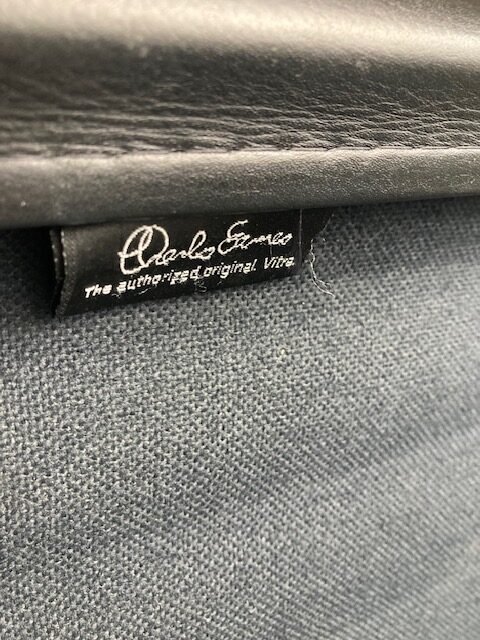 Charles Eames
The authorized original. Vitra.